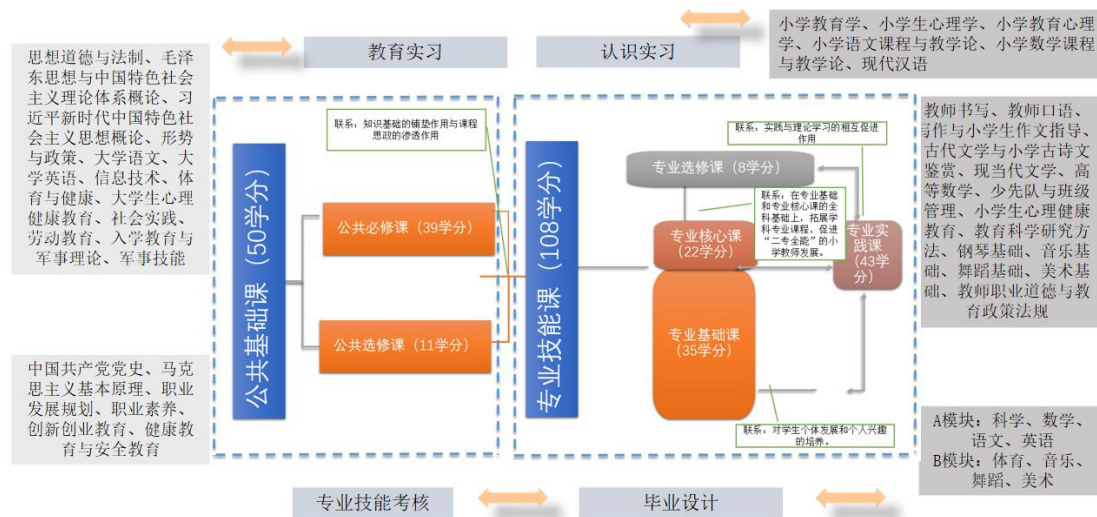 教育实习
认识实习
小学教育学、小学生心理学、小学教育心理
学、小学语文课程与教学论、小学数学课程
与教学论、现代汉语
思想道德与法制、毛泽
东思想与中国特色社会
主义理论体系概论、习
近平新时代中国特色社
会主义思想概论、形势
与政策、大学语文、大
学英语、信息技术、体
育与健康、大学生心理
健康教育、社会实践、
劳动教育、入学教育与
军事理论、军事技能
中国共产党党史、马克
思主义基本原理、职业
发展规划、职业素养、
创新创业教育、健康教
育与安全教育
公共基础课（50学分）
公共必修课（39学分）
公共选修课（11学分）
联系：知识基础的铺垫作用与课程
思政的渗透作用
专业技能课（108学分）
联系：实践与理论学习的相互促进
作用
专业选修课（8学分）
联系：在专业基础
和专业核心课的全
科基础上，拓展学
科专业课程，促进
“二专全能”的小
学教师发展。
专业核心课
（22学分）
专业实
践课
（43学
分）
专业基础课
（35学分）
联系：对学生个体发展和个人兴趣
的培养。
教师书写、教师口语、
写作与小学生作文指导、
古代文学与小学古诗文
鉴赏、现当代文学、高
等数学、少先队与班级
管理、小学生心理健康
教育、教育科学研究方
法、钢琴基础、音乐基
础、舞蹈基础、美术基
础、教师职业道德与教
育政策法规
A模块：科学、数学、
语文、英语
B模块：体育、音乐、
舞蹈、美术
专业技能考核
毕业设计